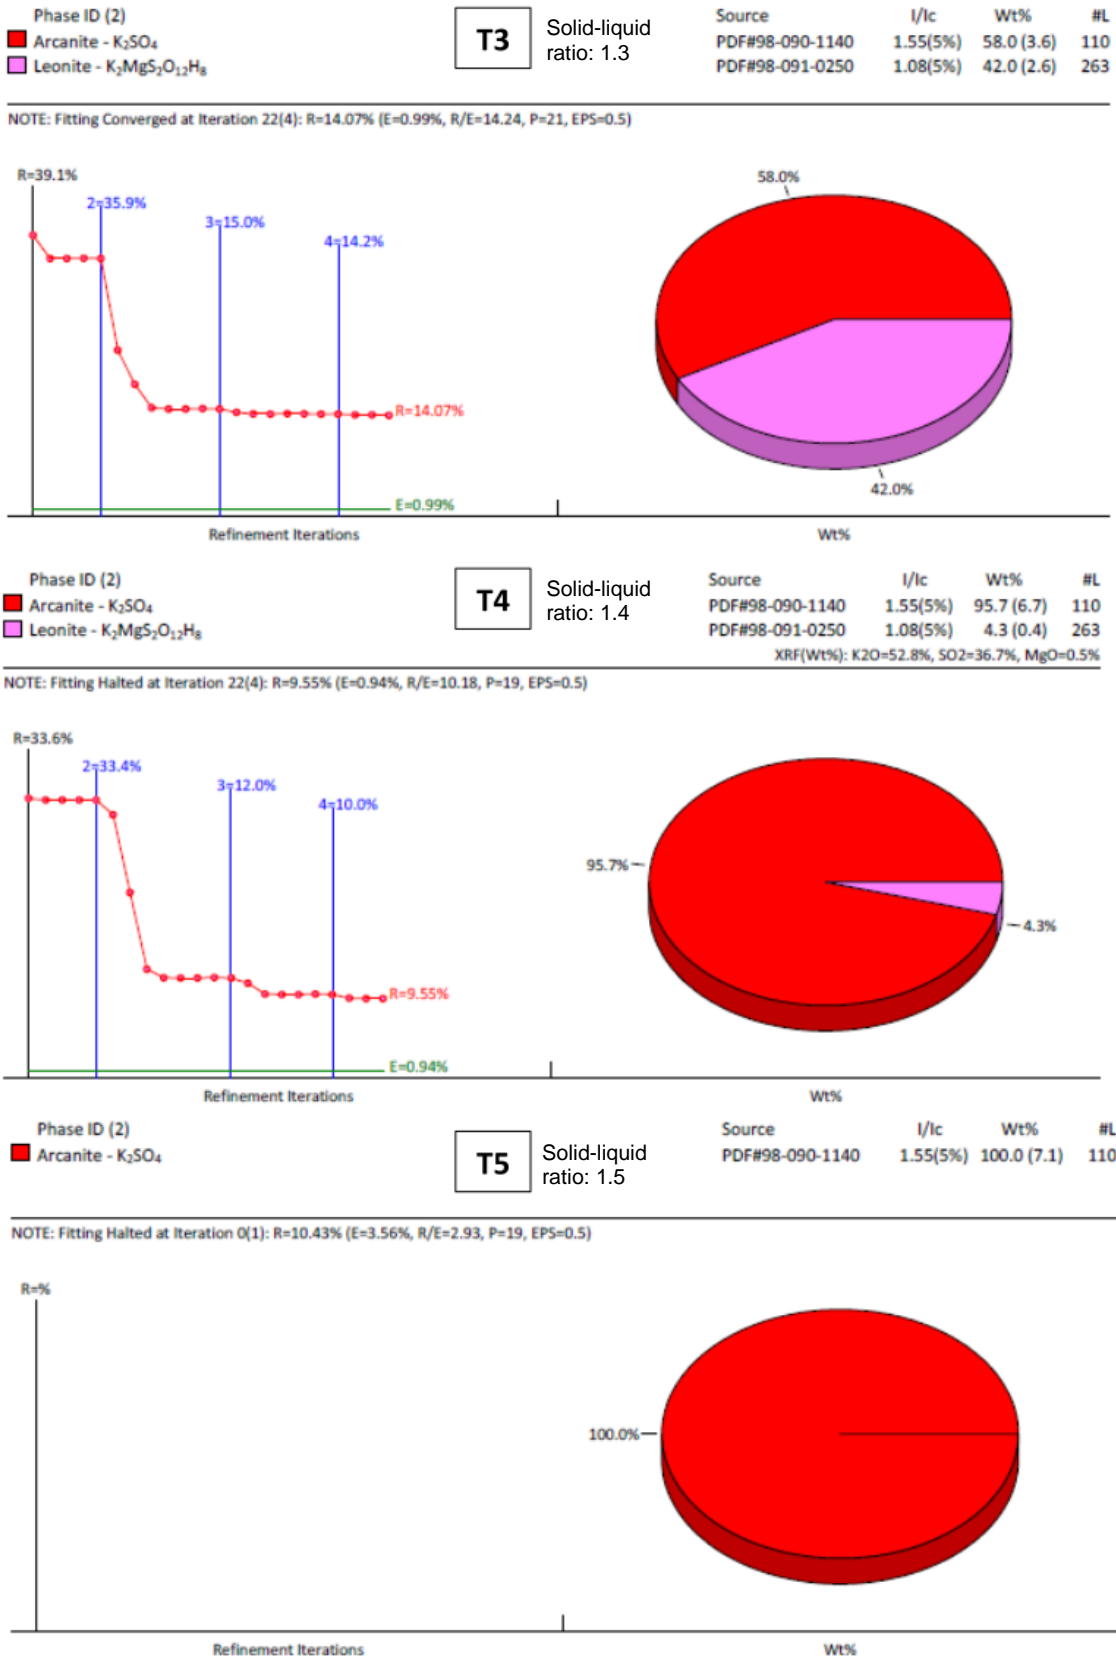 Phase ID (2)
Arcanite - K₂SO₄
Leonite - K₂MgS₂O₁₂H₈
T3
Solid-liquid
ratio: 1.3
Source I/Ic Wt% #L
PDF#98-090-1140 1.55(5%) 58.0 (3.6) 110
PDF#98-091-0250 1.08(5%) 42.0 (2.6) 263
NOTE: Fitting Converged at Iteration 22(4): R=14.07% (E=0.99%, R/E=14.24, P=21, EPS=0.5)
R=39.1%
2=35.9%
3=15.0%
4=14.2%
R=14.07%
E=0.99%
Refinement Iterations
58.0%
42.0%
Wt%
Phase ID (2)
Arcanite - K₂SO₄
Leonite - K₂MgS₂O₁₂H₈
T4
Solid-liquid
ratio: 1.4
Source I/Ic Wt% #L
PDF#98-090-1140 1.55(5%) 95.7 (6.7) 110
PDF#98-091-0250 1.08(5%) 4.3 (0.4) 263
XRF(Wt%): K2O=52.8%, SO2=36.7%, MgO=0.5%
NOTE: Fitting Halted at Iteration 22(4): R=9.55% (E=0.94%, R/E=10.18, P=19, EPS=0.5)
R=33.6%
2=33.4%
3=12.0%
4=10.0%
R=9.55%
E=0.94%
Refinement Iterations
95.7%
4.3%
Wt%
Phase ID (2)
Arcanite - K₂SO₄
T5
Solid-liquid
ratio: 1.5
Source I/Ic Wt% #L
PDF#98-090-1140 1.55(5%) 100.0 (7.1) 110
NOTE: Fitting Halted at Iteration 0(1): R=10.43% (E=3.56%, R/E=2.93, P=19, EPS=0.5)
R=%
Refinement Iterations
100.0%
Wt%